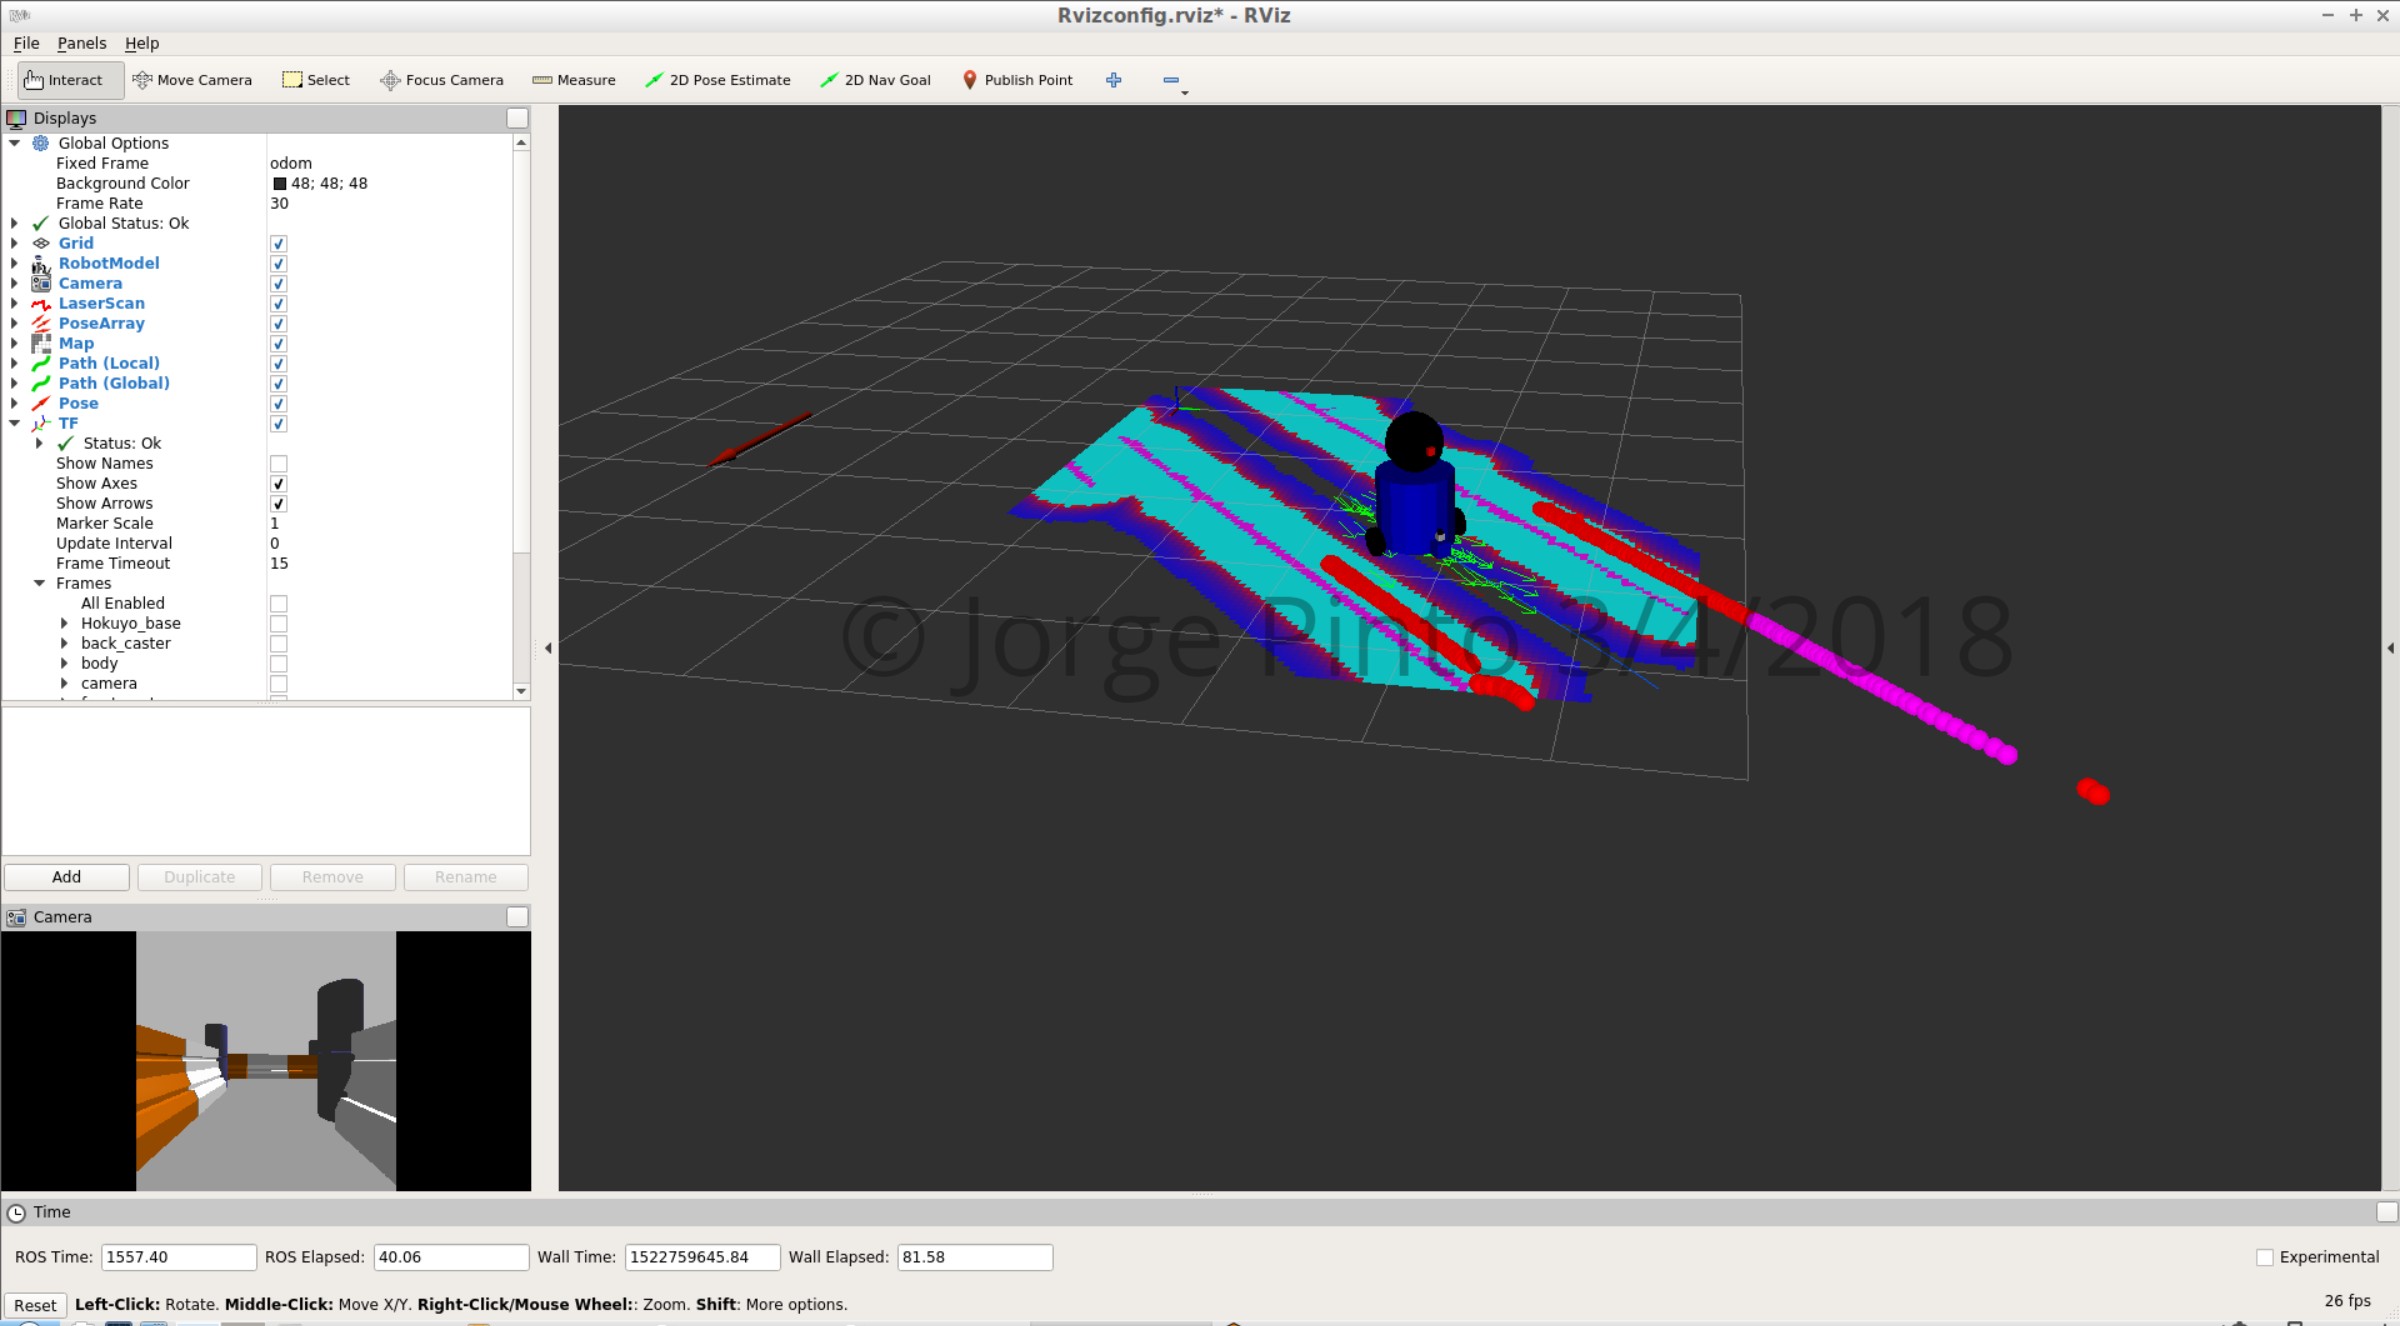 RViz
Rvizconfig.rviz* - RViz
File Panels Help
Interact Move Camera Select Focus Camera Measure 2D Pose Estimate 2D Nav Goal Publish Point
Displays
Global Options
Fixed Frame odom
Background Color 48; 48; 48
Frame Rate 30
Global Status: Ok
Grid
RobotModel
Camera
LaserScan
PoseArray
Map
Path (Local)
Path (Global)
Pose
TF
Status: Ok
Show Names
Show Axes
Show Arrows
Marker Scale 1
Update Interval 0
Frame Timeout 15
Frames
All Enabled
Hokuyo_base
back_caster
body
camera
Add Duplicate Remove Rename
Camera
© Jorge Pinto 3/4/2018
Time
ROS Time: 1557.40 ROS Elapsed: 40.06 Wall Time: 1522759645.84 Wall Elapsed: 81.58 Experimental
Reset Left-Click: Rotate. Middle-Click: Move X/Y. Right-Click/Mouse Wheel:: Zoom. Shift: More options. 26 fps